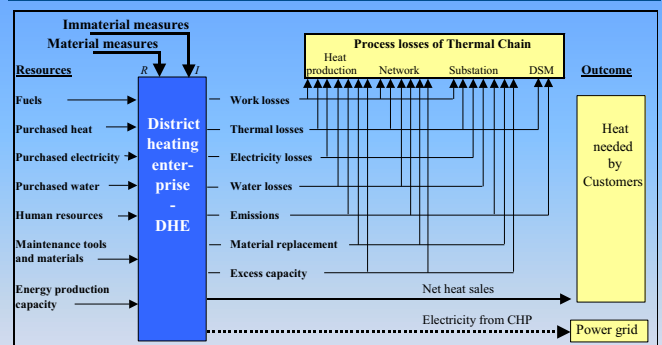 Immaterial measures
Material measures
Process losses of Thermal Chain
Heat
production Network Substation DSM
Resources
R I
Outcome
Fuels
Purchased heat
Purchased electricity
Purchased water
Human resources
Maintenance tools
and materials
Energy production
capacity
District
heating
enter-
prise
-
DHE
Work losses
Thermal losses
Electricity losses
Water losses
Emissions
Material replacement
Excess capacity
Net heat sales
Electricity from CHP
Heat
needed
by
Customers
Power grid